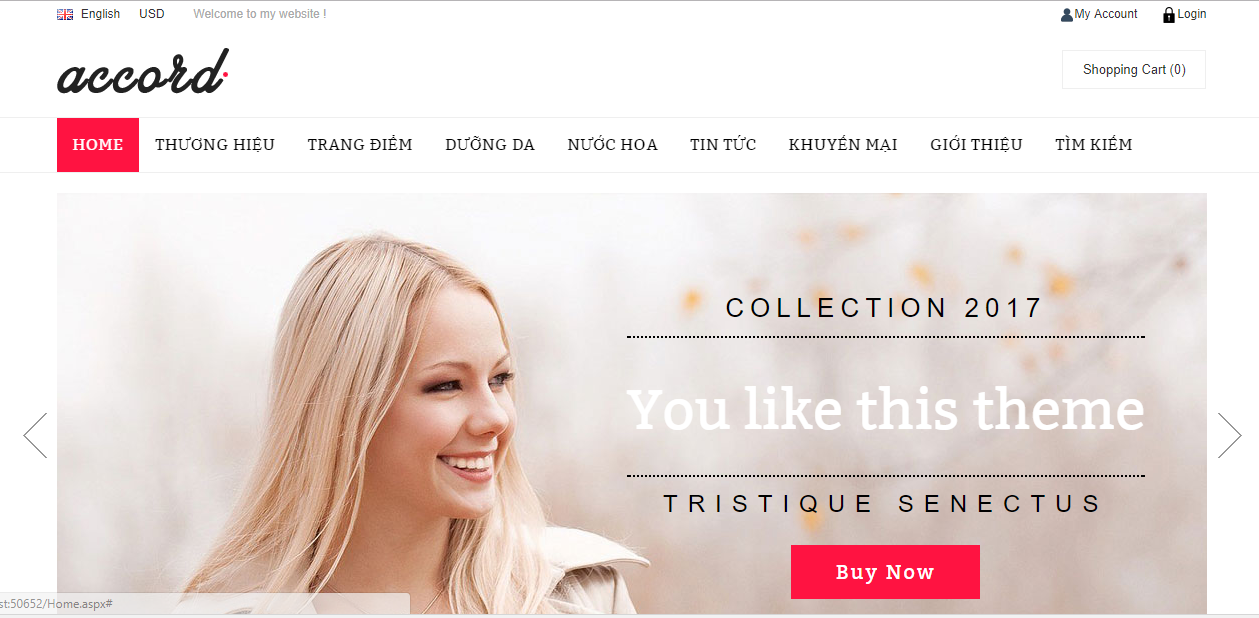 English USD Welcome to my website !
My Account Login
accord
Shopping Cart (0)
HOME THƯƠNG HIỆU TRANG ĐIỂM DƯỠNG DA NƯỚC HOA TIN TỨC KHUYẾN MẠI GIỚI THIỆU TÌM KIẾM
COLLECTION 2017
You like this theme
TRISTIQUE SENECTUS
Buy Now
st:50652/Home.aspx#